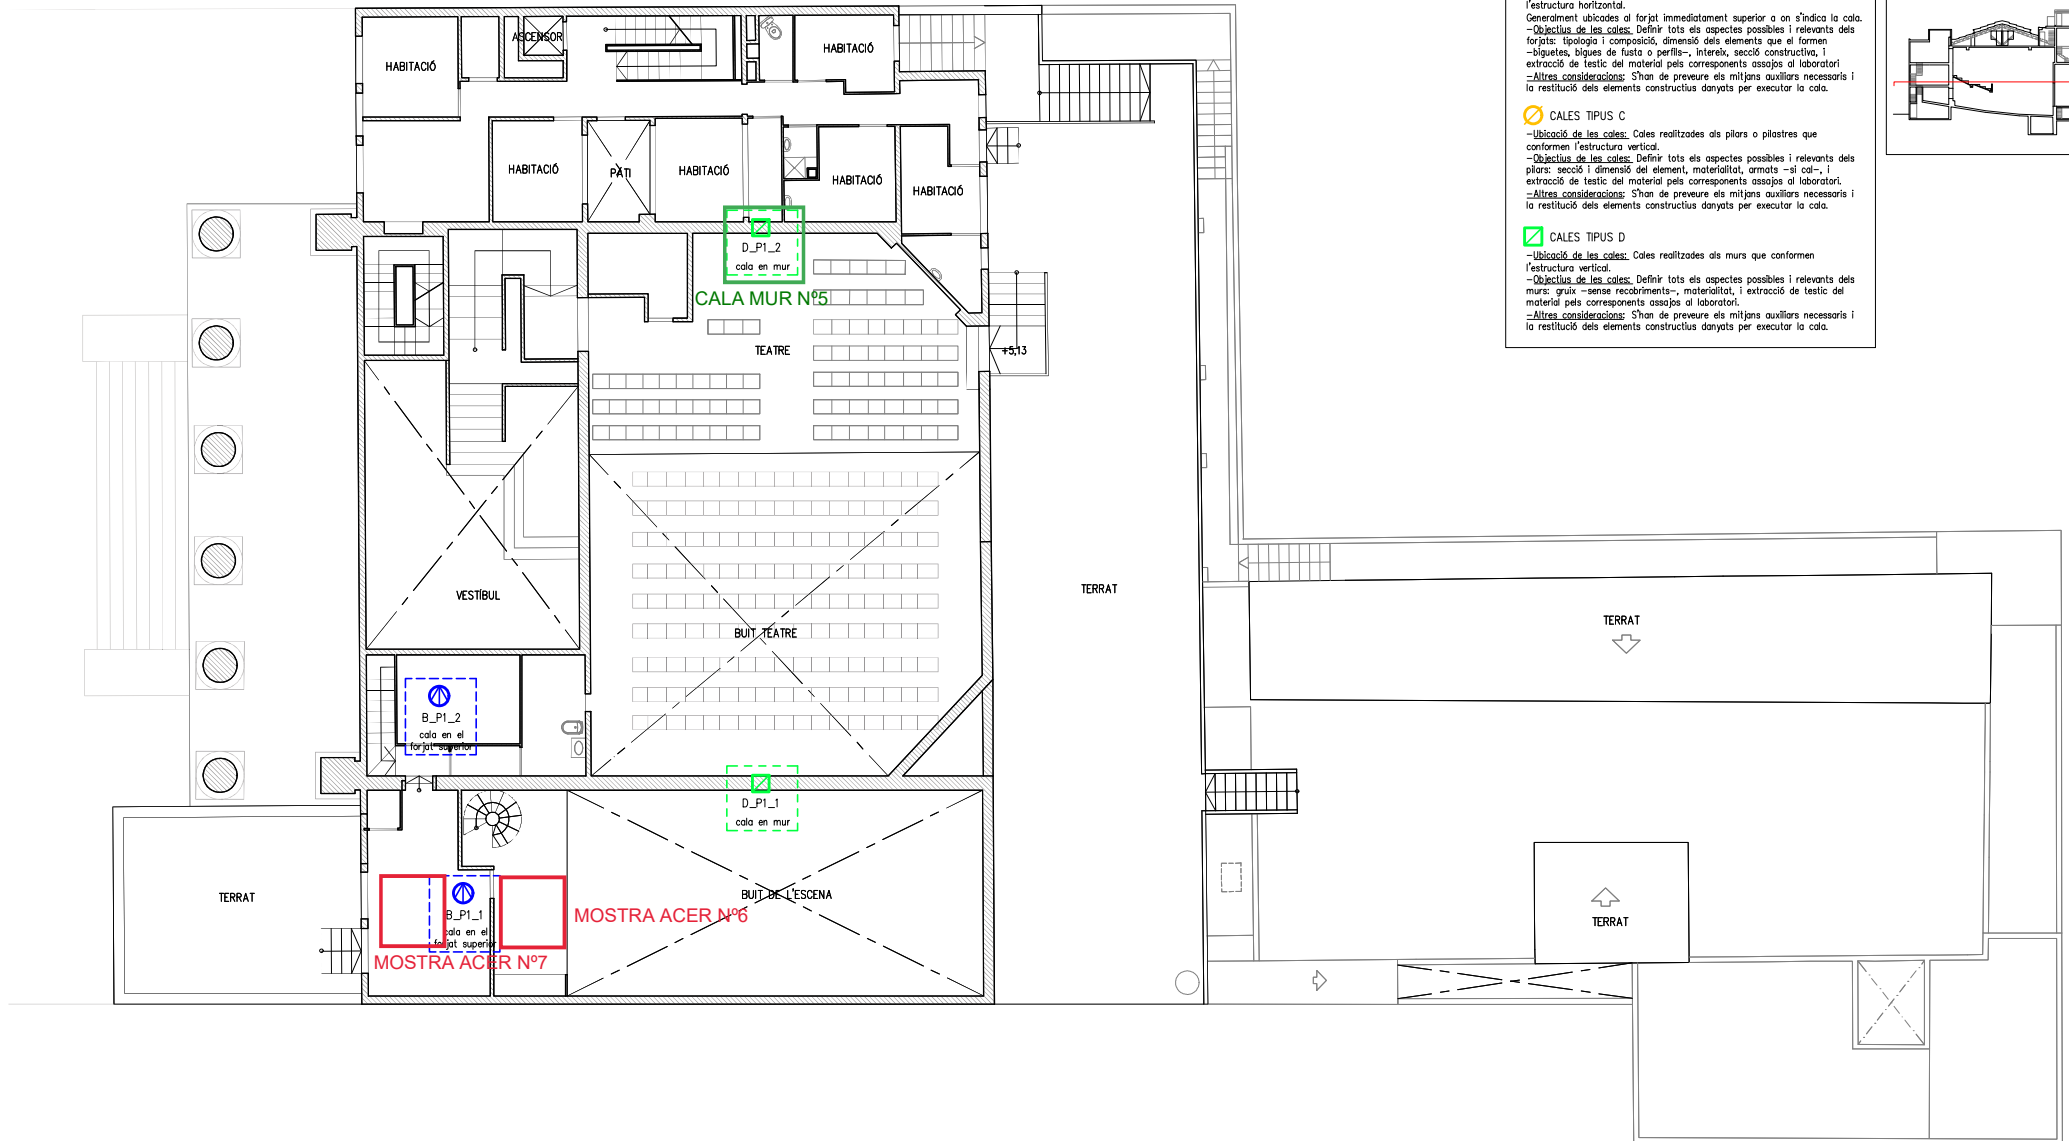 l'estructura horitzontal.
Generalment ubicades al forjat immediatament superior a on s'indica la cala.
-Objectius de les cales: Definir tots els aspectes possibles i relevants dels
forjats: tipologia i composició, dimensió dels elements que el formen
-biguetes, bigues de fusta o perfils-, intereix, secció constructiva, i
extracció de testic del material pels corresponents assajos al laboratori
-Altres consideracions: S'han de preveure els mitjans auxiliars necessaris i
la restitució dels elements constructius danyats per executar la cala.
CALES TIPUS C
-Ubicació de les cales: Cales realitzades als pilars o pilastres que
conformen l'estructura vertical.
-Objectius de les cales: Definir tots els aspectes possibles i relevants dels
pilars: secció i dimensió del element, materialitat, armats -si cal-, i
extracció de testic del material pels corresponents assajos al laboratori.
-Altres consideracions: S'han de preveure els mitjans auxiliars necessaris i
la restitució dels elements constructius danyats per executar la cala.
CALES TIPUS D
-Ubicació de les cales: Cales realitzades als murs que conformen
l'estructura vertical.
-Objectius de les cales: Definir tots els aspectes possibles i relevants dels
murs: gruix -sense recobriments-, materialitat, i extracció de testic del
material pels corresponents assajos al laboratori.
-Altres consideracions: S'han de preveure els mitjans auxiliars necessaris i
la restitució dels elements constructius danyats per executar la cala.
ASCENSOR
HABITACIÓ
HABITACIÓ
HABITACIÓ
PATI
HABITACIÓ
HABITACIÓ
HABITACIÓ
D_P1_2
cala en mur
CALA MUR Nº5
TEATRE
+5,13
VESTÍBUL
BUIT TEATRE
TERRAT
TERRAT
B_P1_2
cala en el
forjat superior
D_P1_1
cala en mur
TERRAT
B_P1_1
cala en el
forjat superior
BUIT DE L'ESCENA
MOSTRA ACER Nº6
MOSTRA ACER Nº7
TERRAT